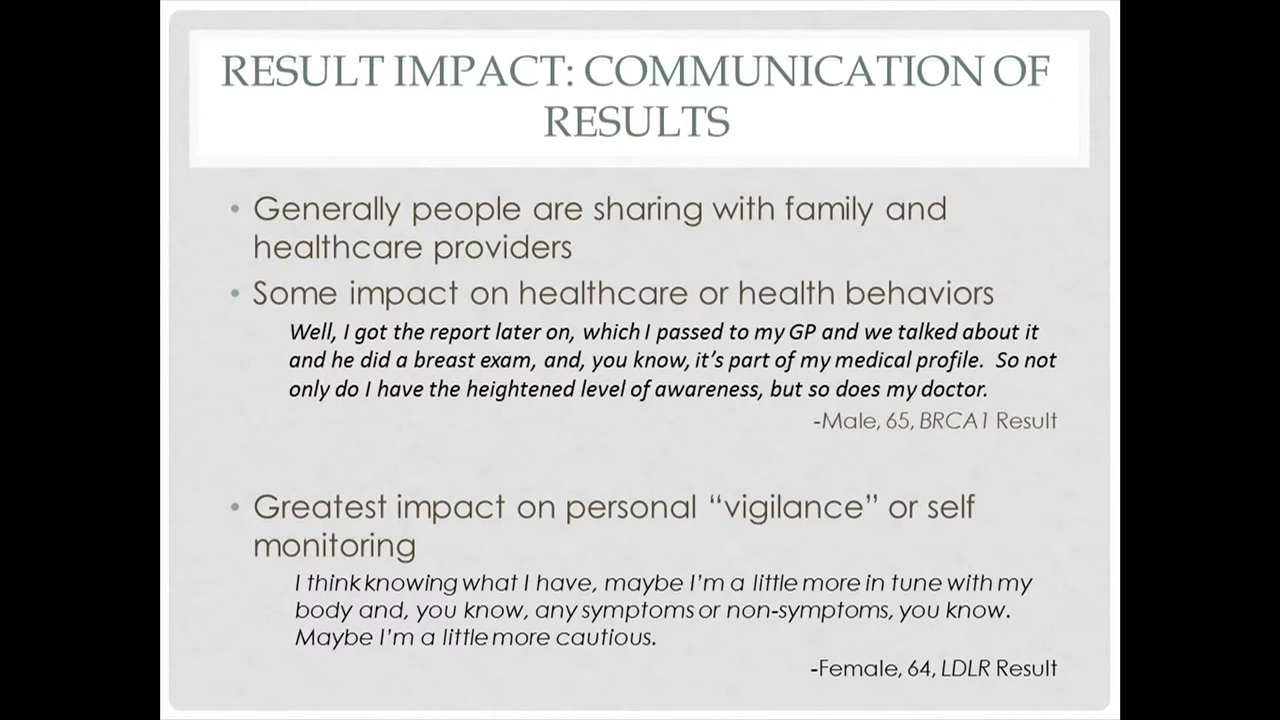 RESULT IMPACT: COMMUNICATION OF
RESULTS
• Generally people are sharing with family and
healthcare providers
• Some impact on healthcare or health behaviors
Well, I got the report later on, which I passed to my GP and we talked about it
and he did a breast exam, and, you know, it's part of my medical profile. So not
only do I have the heightened level of awareness, but so does my doctor.
-Male, 65, BRCA1 Result
• Greatest impact on personal “vigilance” or self
monitoring
I think knowing what I have, maybe I'm a little more in tune with my
body and, you know, any symptoms or non-symptoms, you know.
Maybe I'm a little more cautious.
-Female, 64, LDLR Result